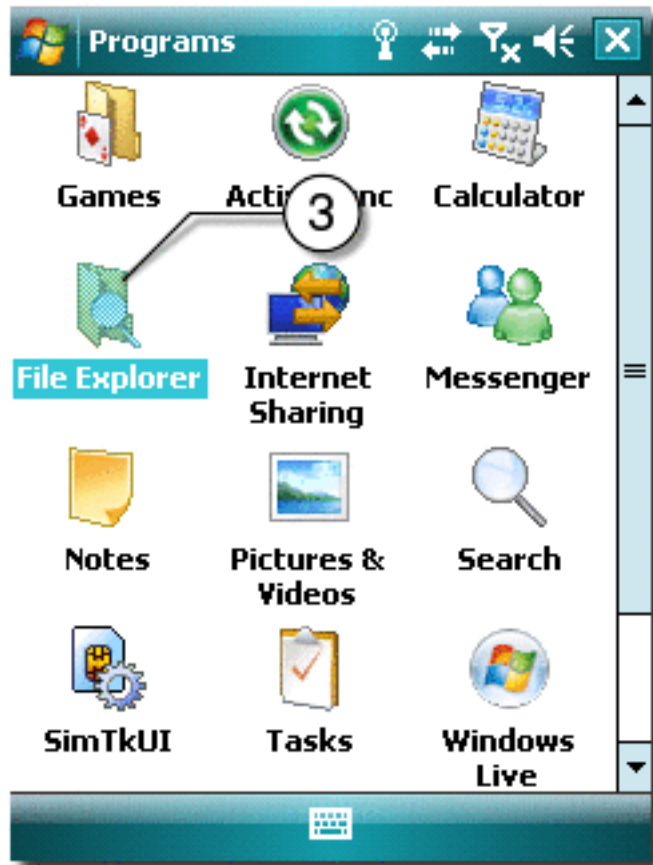 Programs
Games
Calculator
3
File Explorer
Internet
Sharing
Messenger
Notes
Pictures &
Videos
Search
SimTkUI
Tasks
Windows
Live